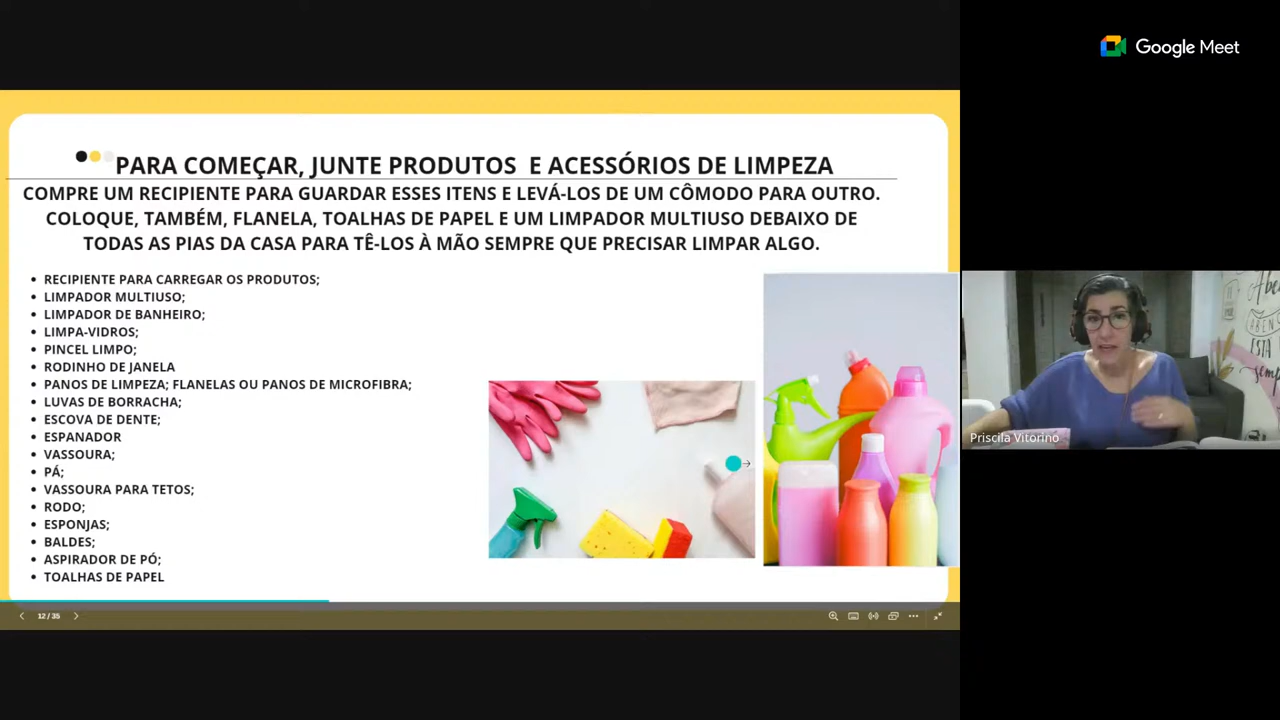 Google Meet
PARA COMEÇAR, JUNTE PRODUTOS E ACESSÓRIOS DE LIMPEZA
COMPRE UM RECIPIENTE PARA GUARDAR ESSES ITENS E LEVÁ-LOS DE UM CÔMODO PARA OUTRO.
COLOQUE, TAMBÉM, FLANELA, TOALHAS DE PAPEL E UM LIMPADOR MULTIUSO DEBAIXO DE
TODAS AS PIAS DA CASA PARA TÊ-LOS À MÃO SEMPRE QUE PRECISAR LIMPAR ALGO.
• RECIPIENTE PARA CARREGAR OS PRODUTOS;
• LIMPADOR MULTIUSO;
• LIMPADOR DE BANHEIRO;
• LIMPA-VIDROS;
• PINCEL LIMPO;
• RODINHO DE JANELA
• PANOS DE LIMPEZA; FLANELAS OU PANOS DE MICROFIBRA;
• LUVAS DE BORRACHA;
• ESCOVA DE DENTE;
• ESPANADOR
• VASSOURA;
• PÁ;
• VASSOURA PARA TETOS;
• RODO;
• ESPONJAS;
• BALDES;
• ASPIRADOR DE PÓ;
• TOALHAS DE PAPEL
12 / 35
Priscila Vitorino